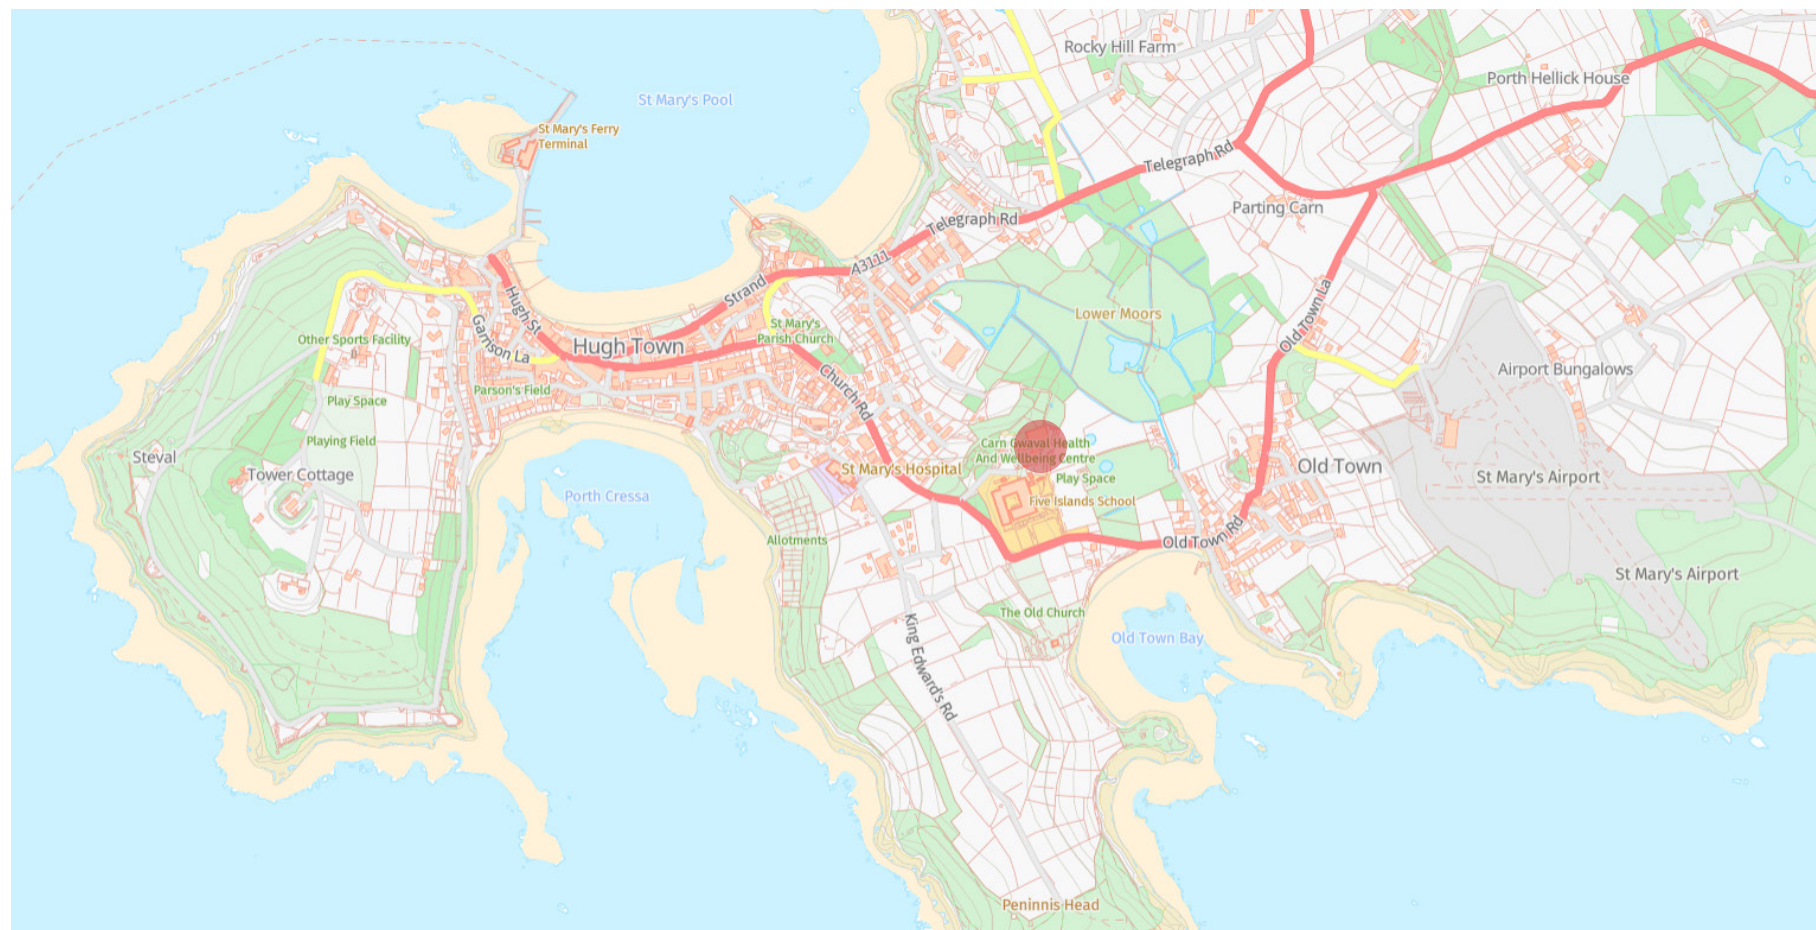 Rocky Hill Farm
Porth Hellick House
St Mary's Pool
St Mary's Ferry
Terminal
Telegraph Rd
Parting Carn
Telegraph Rd
A3111
Strand
Hugh St
Garrison La
Hugh Town
St Mary's
Parish Church
Lower Moors
Old Town La
Other Sports Facility
Airport Bungalows
Parson's Field
Church Rd
Play Space
Playing Field
Steval
Tower Cottage
Carn Gwaval Health
And Wellbeing Centre
Play Space
St Mary's Hospital
Old Town
St Mary's Airport
Porth Cressa
Five Islands School
Allotments
Old Town Rd
St Mary's Airport
The Old Church
Old Town Bay
King Edward's Rd
Peninnis Head